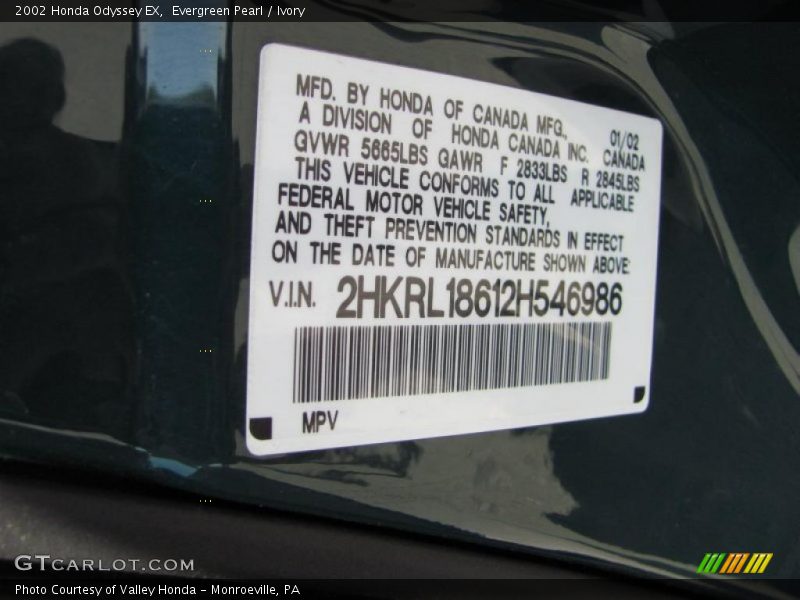 2002 Honda Odyssey EX, Evergreen Pearl / Ivory
MFD. BY HONDA OF CANADA MFG., 01/02
A DIVISION OF HONDA CANADA INC. CANADA
GVWR 5665LBS GAWR F 2833LBS R 2845LBS
THIS VEHICLE CONFORMS TO ALL APPLICABLE
FEDERAL MOTOR VEHICLE SAFETY,
AND THEFT PREVENTION STANDARDS IN EFFECT
ON THE DATE OF MANUFACTURE SHOWN ABOVE:
V.I.N. 2HKRL18612H546986
MPV
GTCARLOT.COM
Photo Courtesy of Valley Honda - Monroeville, PA